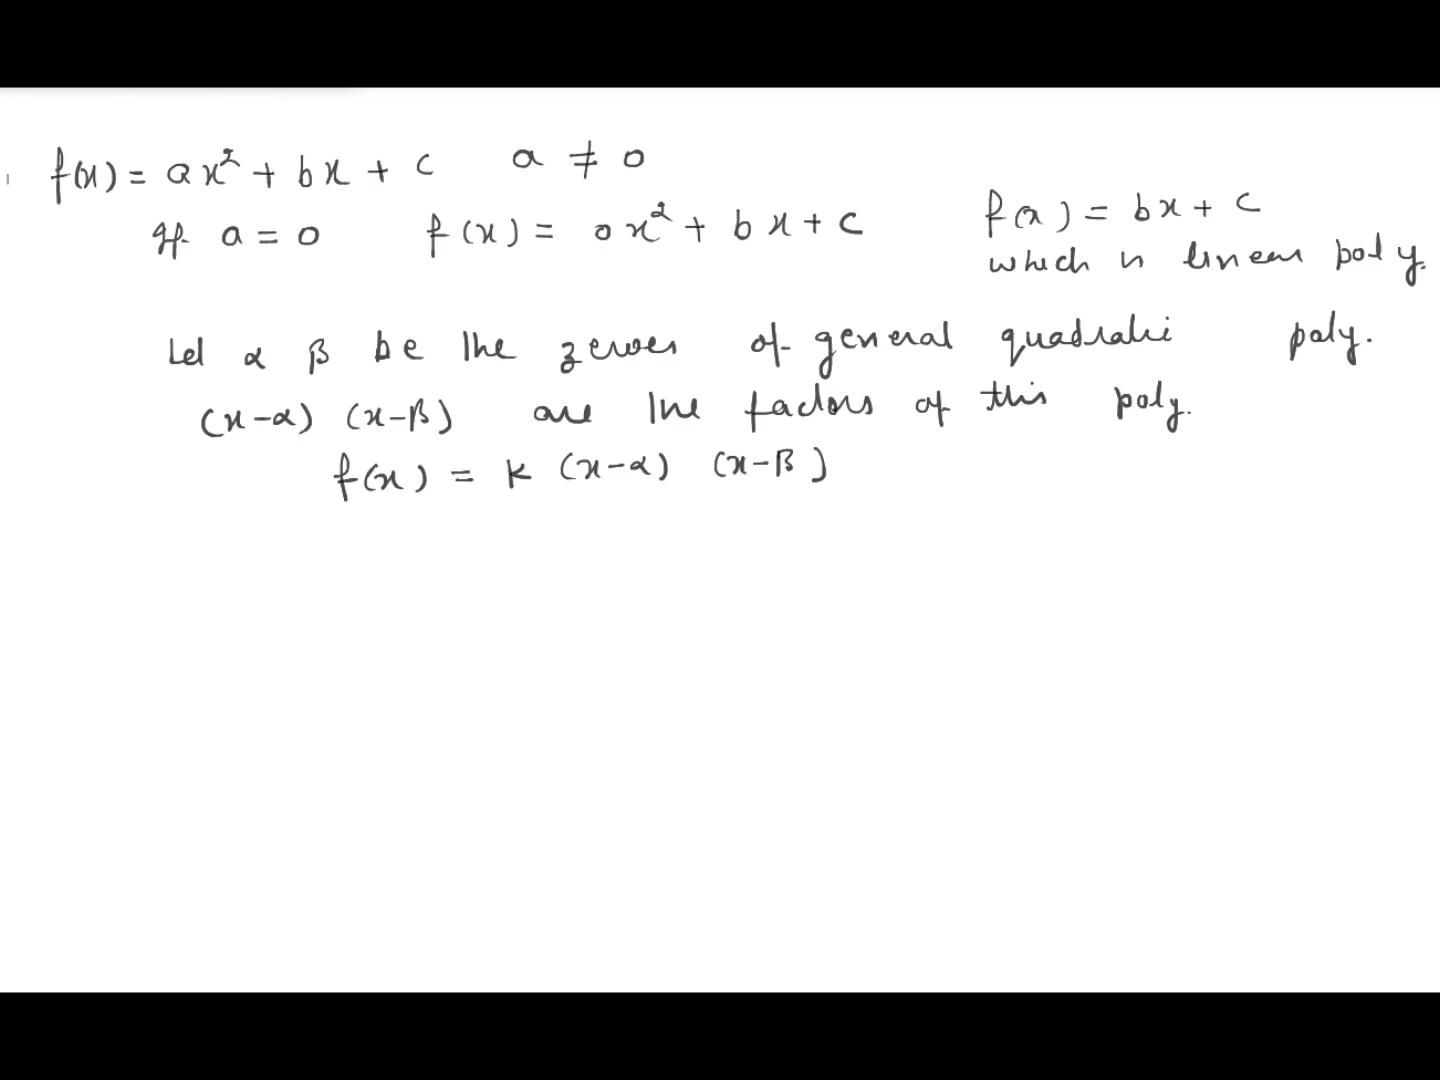 f(x) = ax² + bx + c   a ≠ 0
If a = 0   f(x) = 0x² + bx + c   f(x) = bx + c
which is linear poly.
Let α β be the zeroes of general quadratic poly.
(x-α) (x-β) are the factors of this poly.
f(x) = k (x-α) (x-β)